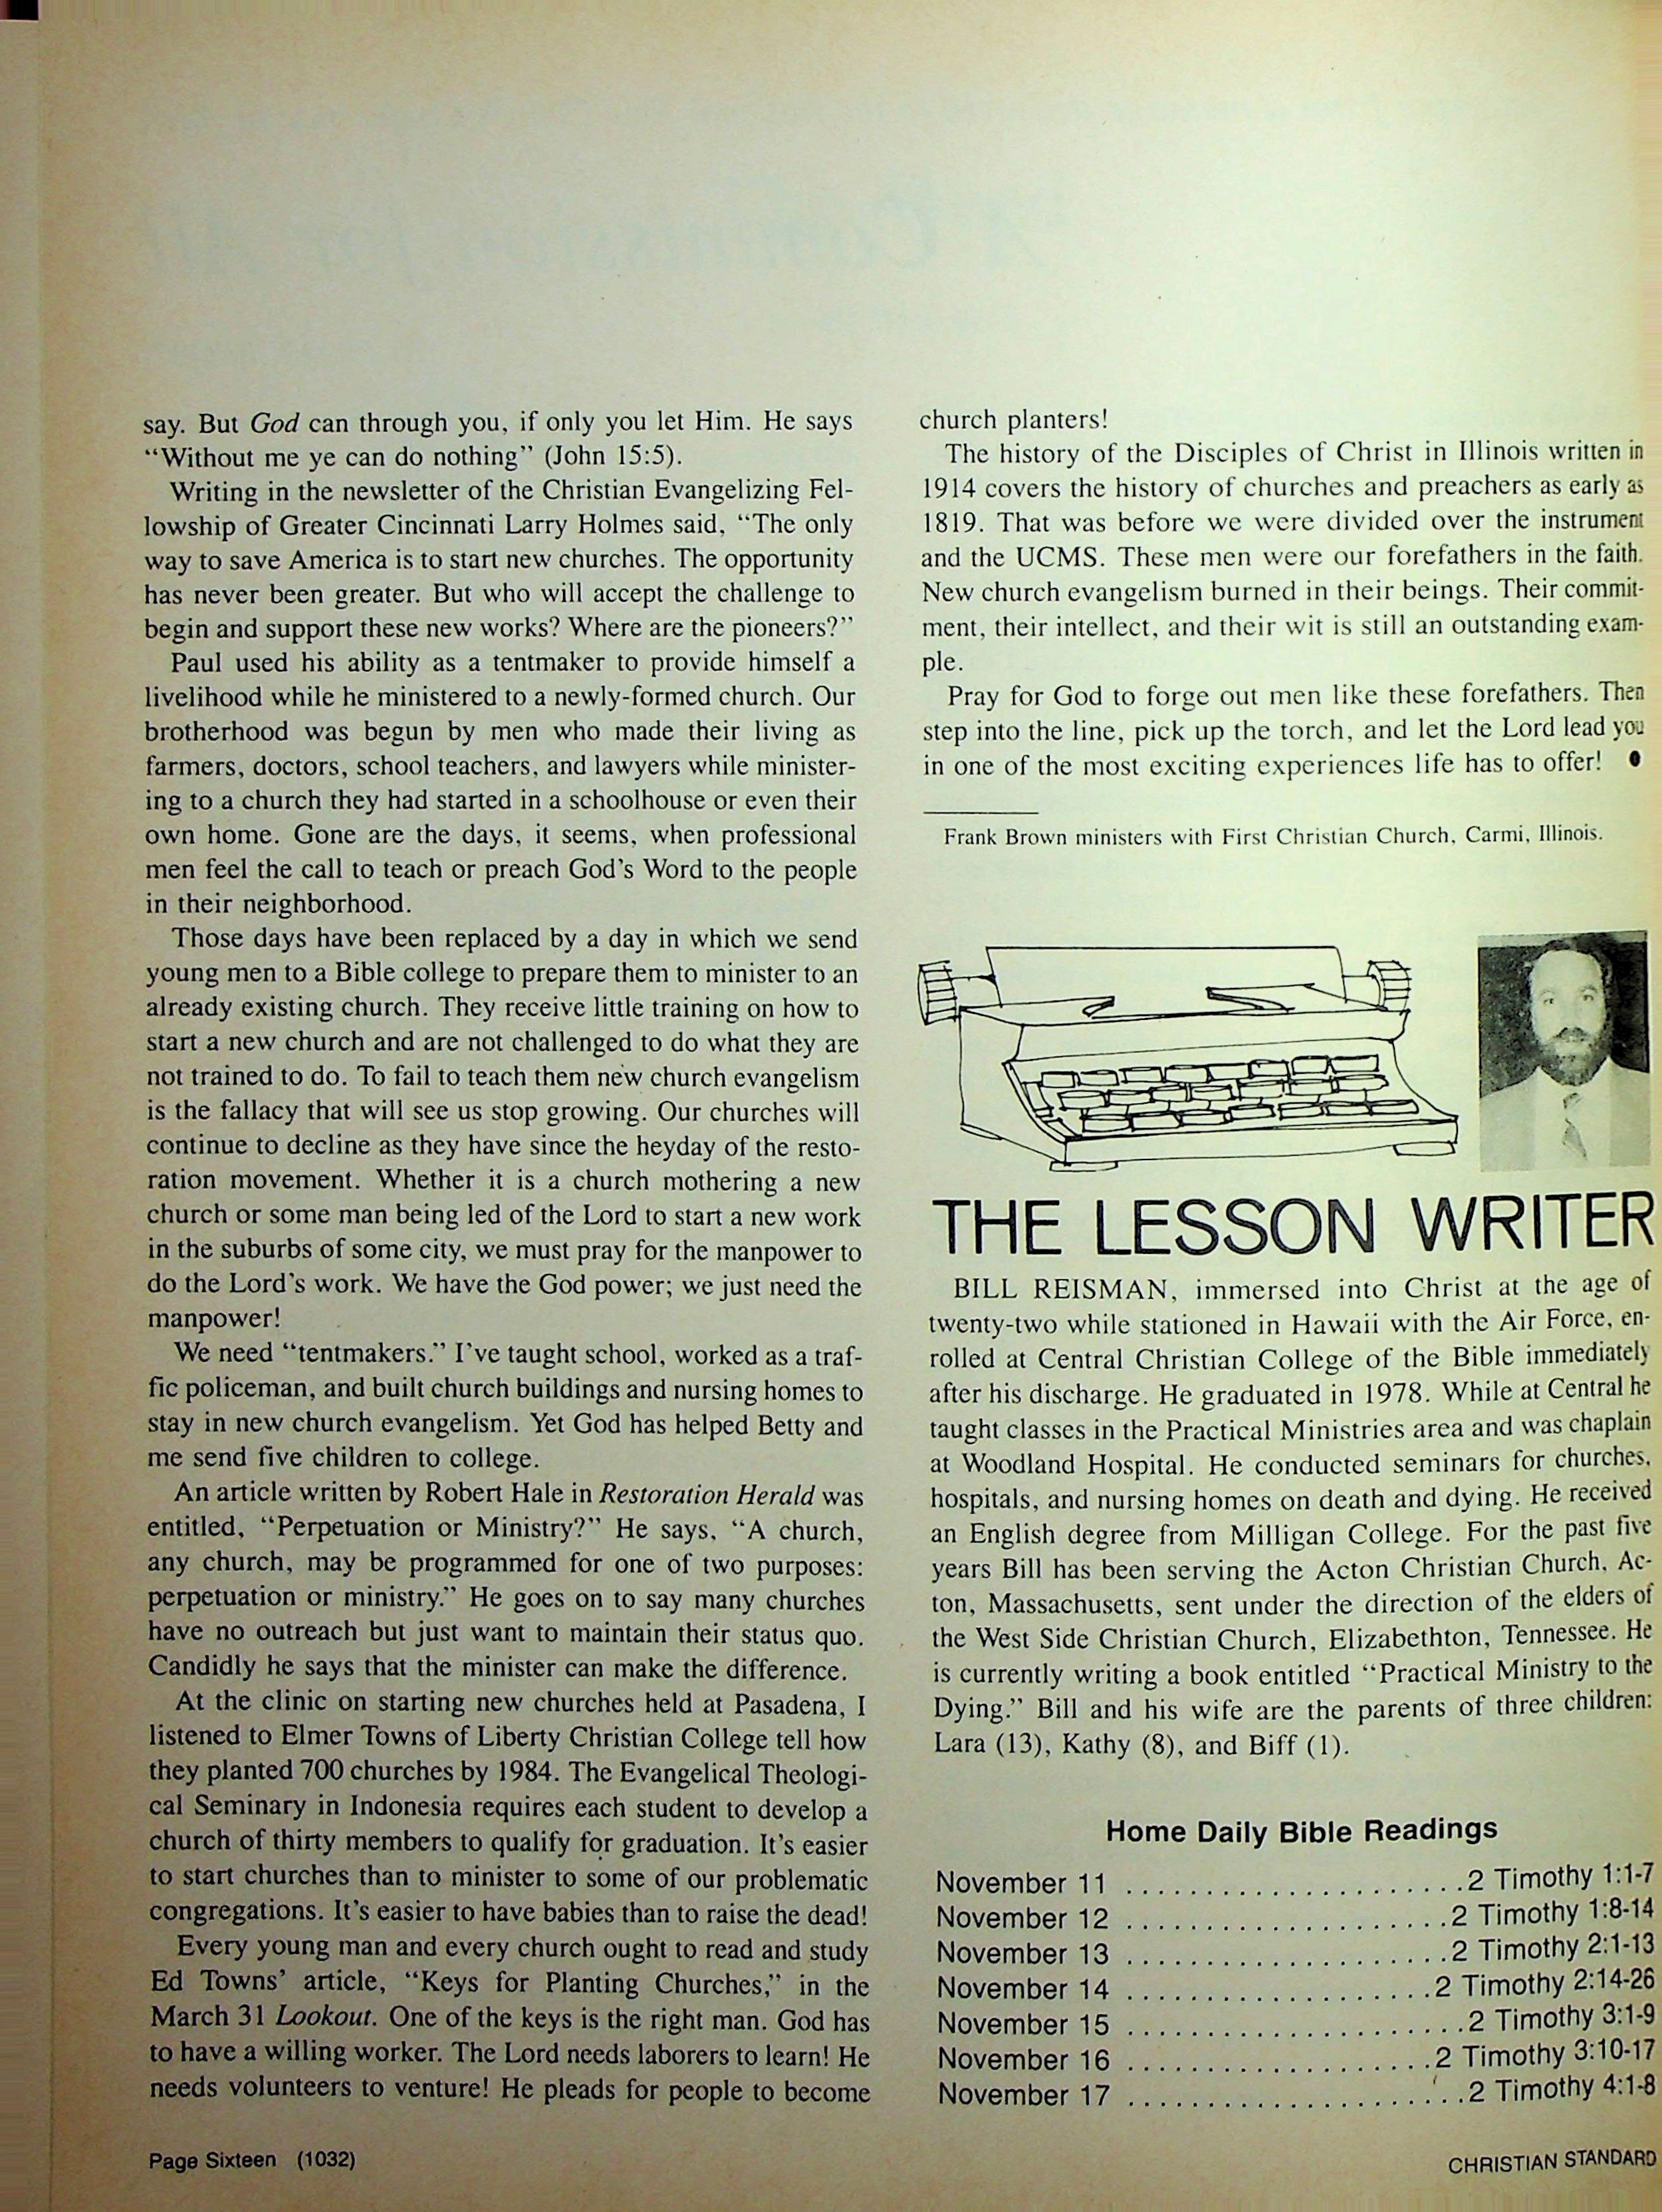 say. But God can through you, if only you let Him. He says
“Without me ye can do nothing” (John 15:5).
Writing in the newsletter of the Christian Evangelizing Fel-
lowship of Greater Cincinnati Larry Holmes said, “The only
way to save America is to start new churches. The opportunity
has never been greater. But who will accept the challenge to
begin and support these new works? Where are the pioneers?”
Paul used his ability as a tentmaker to provide himself a
livelihood while he ministered to a newly-formed church. Our
brotherhood was begun by men who made their living as
farmers, doctors, school teachers, and lawyers while minister-
ing to a church they had started in a schoolhouse or even their
own home. Gone are the days, it seems, when professional
men feel the call to teach or preach God’s Word to the people
in their neighborhood.
Those days have been replaced by a day in which we send
young men to a Bible college to prepare them to minister to an
already existing church. They receive little training on how to
start a new church and are not challenged to do what they are
not trained to do. To fail to teach them new church evangelism
is the fallacy that will see us stop growing. Our churches will
continue to decline as they have since the heyday of the resto-
ration movement. Whether it is a church mothering a new
church or some man being led of the Lord to start a new work
in the suburbs of some city, we must pray for the manpower to
do the Lord’s work. We have the God power; we just need the
manpower!
We need “tentmakers.” I’ve taught school, worked as a traf-
fic policeman, and built church buildings and nursing homes to
stay in new church evangelism. Yet God has helped Betty and
me send five children to college.
An article written by Robert Hale in Restoration Herald was
entitled, “Perpetuation or Ministry?” He says, “A church,
any church, may be programmed for one of two purposes:
perpetuation or ministry.” He goes on to say many churches
have no outreach but just want to maintain their status quo.
Candidly he says that the minister can make the difference.
At the clinic on starting new churches held at Pasadena, I
listened to Elmer Towns of Liberty Christian College tell how
they planted 700 churches by 1984. The Evangelical Theologi-
cal Seminary in Indonesia requires each student to develop a
church of thirty members to qualify for graduation. It’s easier
to start churches than to minister to some of our problematic
congregations. It’s easier to have babies than to raise the dead!
Every young man and every church ought to read and study
Ed Towns’ article, “Keys for Planting Churches,” in the
March 31 Lookout. One of the keys is the right man. God has
to have a willing worker. The Lord needs laborers to learn! He
needs volunteers to venture! He pleads for people to become
church planters!
The history of the Disciples of Christ in Illinois written in
1914 covers the history of churches and preachers as early as
1819. That was before we were divided over the instrument
and the UCMS. These men were our forefathers in the faith.
New church evangelism burned in their beings. Their commit-
ment, their intellect, and their wit is still an outstanding exam-
ple.
Pray for God to forge out men like these forefathers. Then
step into the line, pick up the torch, and let the Lord lead you
in one of the most exciting experiences life has to offer! ●
Frank Brown ministers with First Christian Church, Carmi, Illinois.
THE LESSON WRITER
BILL REISMAN, immersed into Christ at the age of
twenty-two while stationed in Hawaii with the Air Force, en-
rolled at Central Christian College of the Bible immediately
after his discharge. He graduated in 1978. While at Central he
taught classes in the Practical Ministries area and was chaplain
at Woodland Hospital. He conducted seminars for churches,
hospitals, and nursing homes on death and dying. He received
an English degree from Milligan College. For the past five
years Bill has been serving the Acton Christian Church, Ac-
ton, Massachusetts, sent under the direction of the elders of
the West Side Christian Church, Elizabethton, Tennessee. He
is currently writing a book entitled “Practical Ministry to the
Dying.” Bill and his wife are the parents of three children:
Lara (13), Kathy (8), and Biff (1).
Home Daily Bible Readings
November 11 ..................... 2 Timothy 1:1-7
November 12 .................... 2 Timothy 1:8-14
November 13 .................... 2 Timothy 2:1-13
November 14 ................... 2 Timothy 2:14-26
November 15 ..................... 2 Timothy 3:1-9
November 16 ................... 2 Timothy 3:10-17
November 17 ..................... 2 Timothy 4:1-8
Page Sixteen (1032)
CHRISTIAN STANDARD